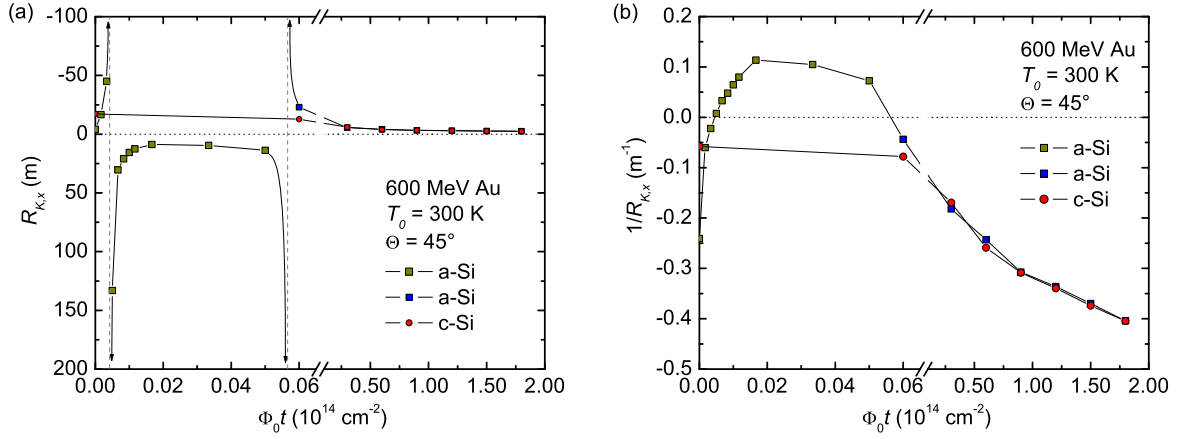 (a)
-100
-50
0
50
100
150
200
R_{K,x} (m)
600 MeV Au
T_0 = 300 K
Θ = 45°
a-Si
a-Si
c-Si
0.00 0.02 0.04 0.06 0.50 1.00 1.50 2.00
Φ_0 t (10^{14} cm^{-2})
(b)
0.2
0.1
0.0
-0.1
-0.2
-0.3
-0.4
-0.5
1/R_{K,x} (m^{-1})
600 MeV Au
T_0 = 300 K
Θ = 45°
a-Si
a-Si
c-Si
0.00 0.02 0.04 0.06 0.50 1.00 1.50 2.00
Φ_0 t (10^{14} cm^{-2})